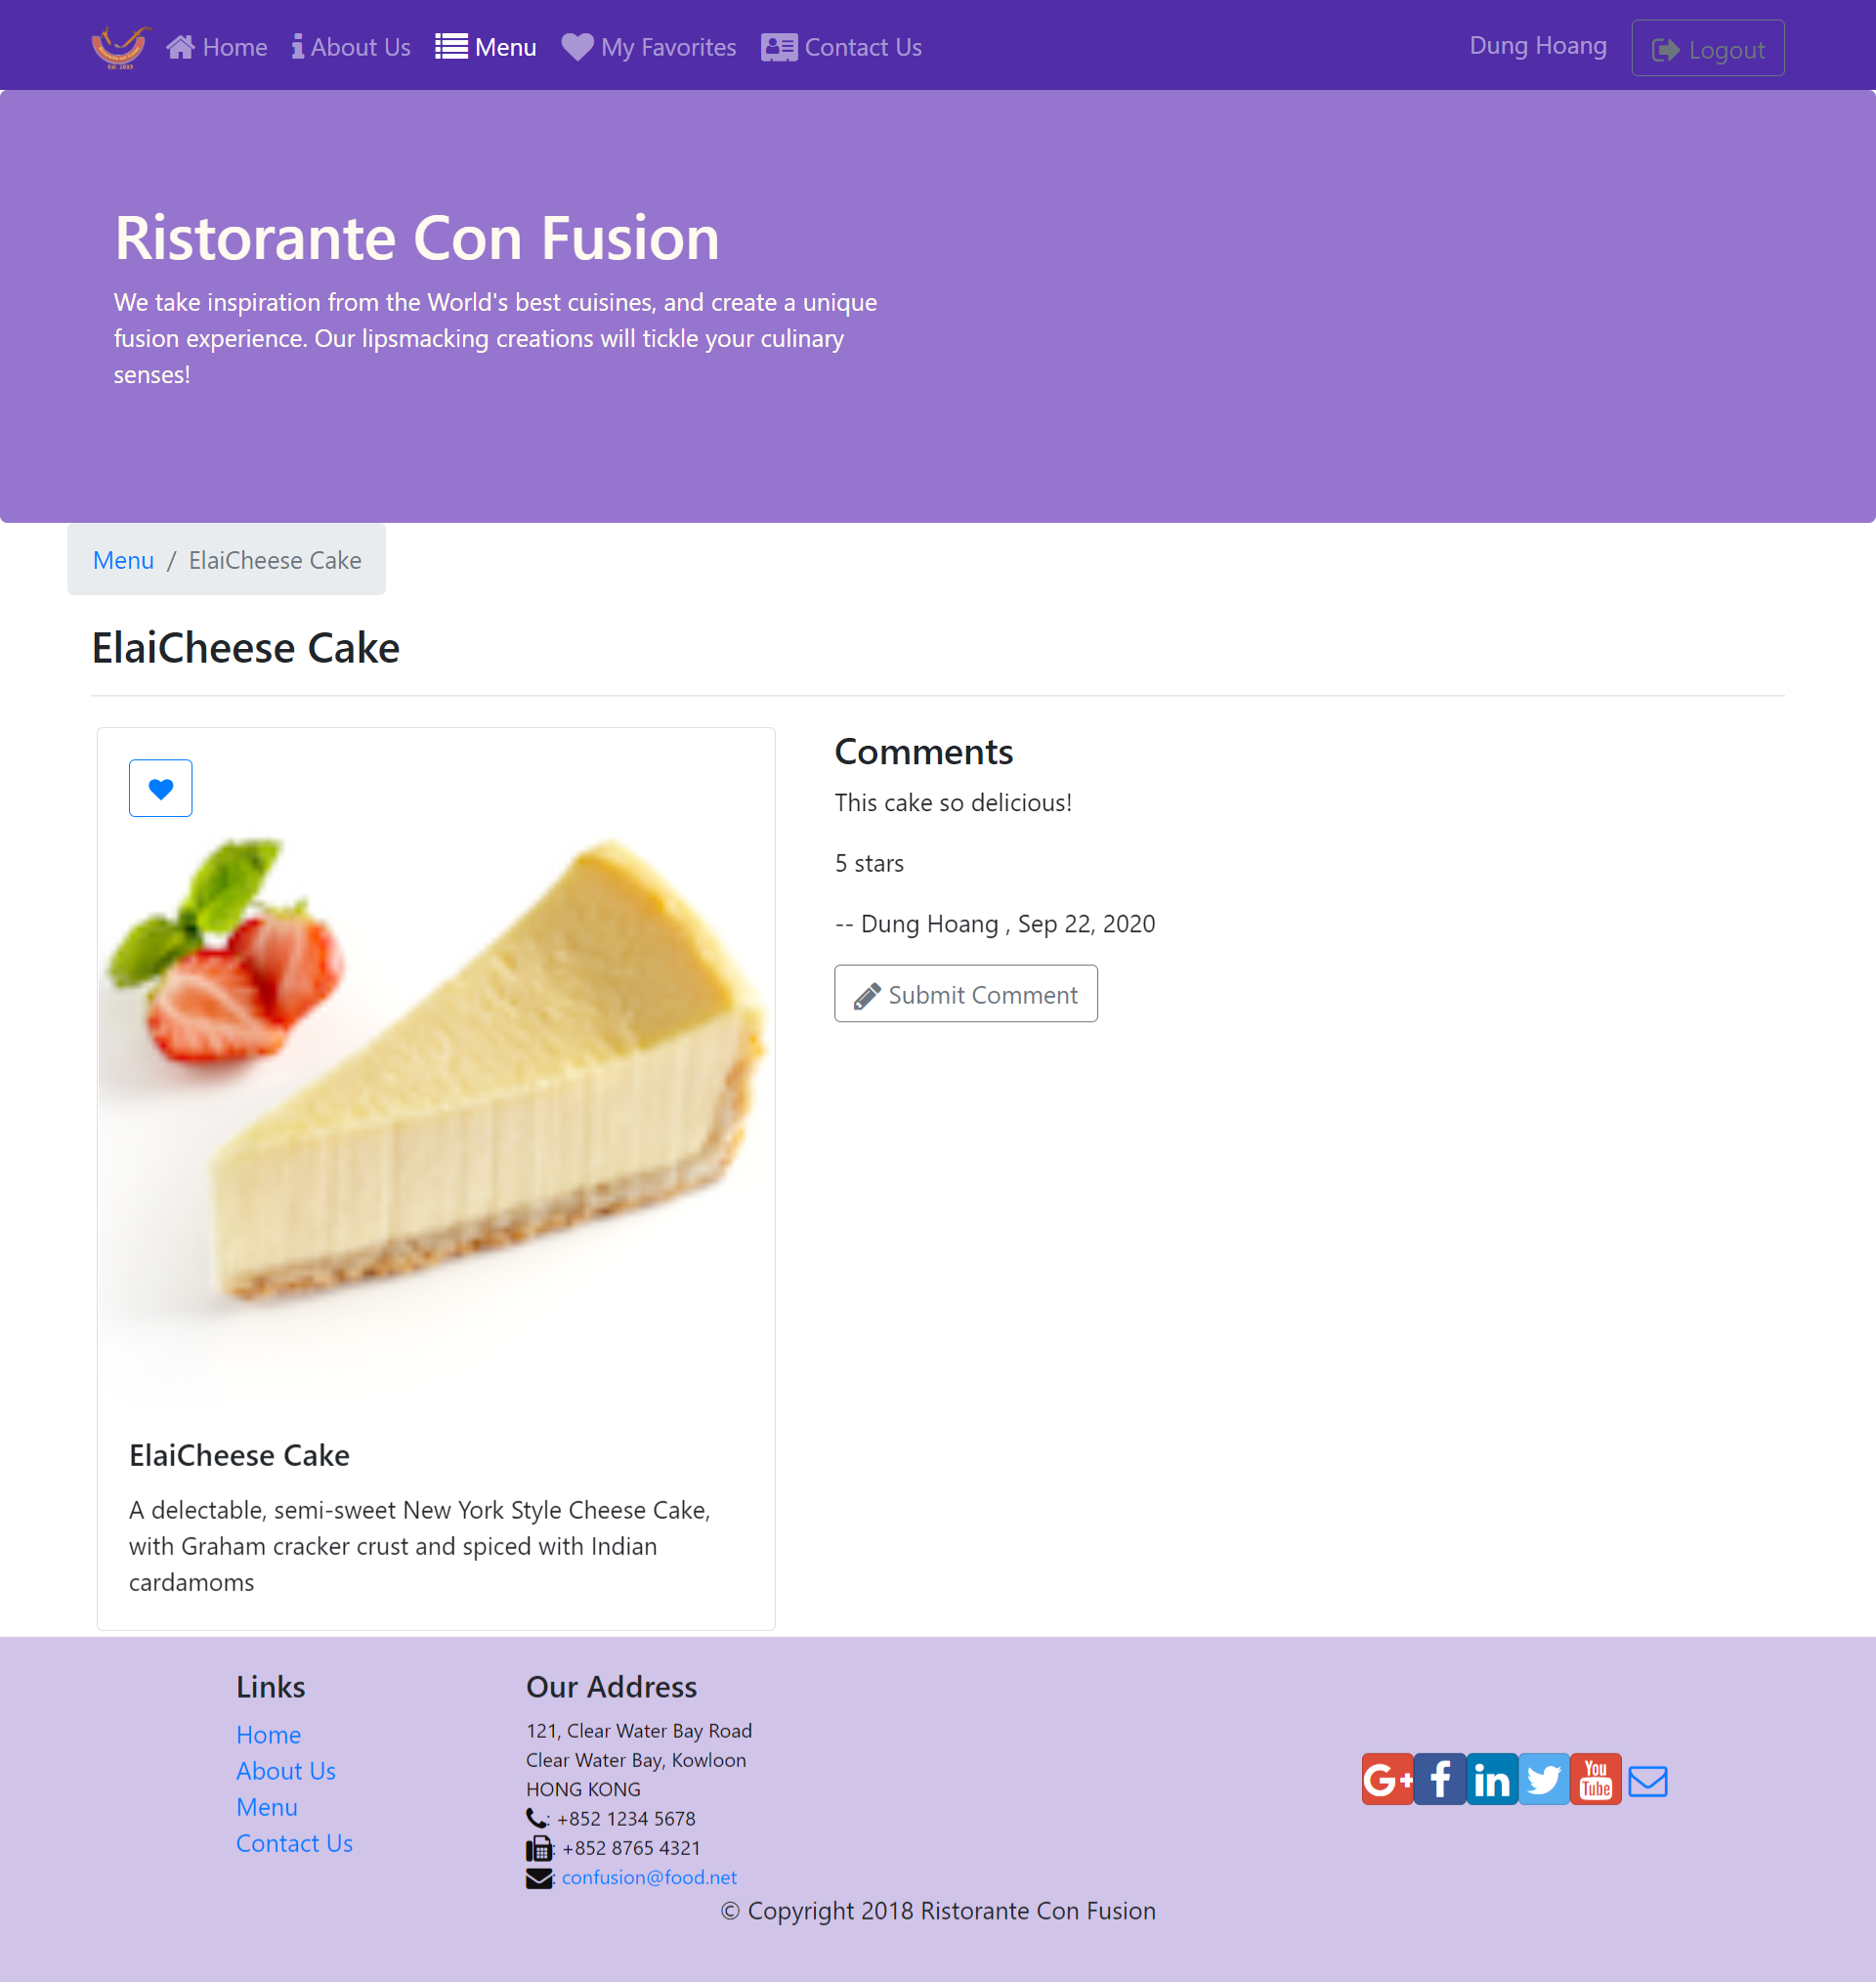 Home About Us Menu My Favorites Contact Us Dung Hoang Logout
Ristorante Con Fusion
We take inspiration from the World's best cuisines, and create a unique
fusion experience. Our lipsmacking creations will tickle your culinary
senses!
Menu / ElaiCheese Cake
ElaiCheese Cake
Comments
This cake so delicious!
5 stars
-- Dung Hoang , Sep 22, 2020
Submit Comment
ElaiCheese Cake
A delectable, semi-sweet New York Style Cheese Cake,
with Graham cracker crust and spiced with Indian
cardamoms
Links
Home
About Us
Menu
Contact Us
Our Address
121, Clear Water Bay Road
Clear Water Bay, Kowloon
HONG KONG
: +852 1234 5678
: +852 8765 4321
: confusion@food.net
G+ f in You Tube
© Copyright 2018 Ristorante Con Fusion